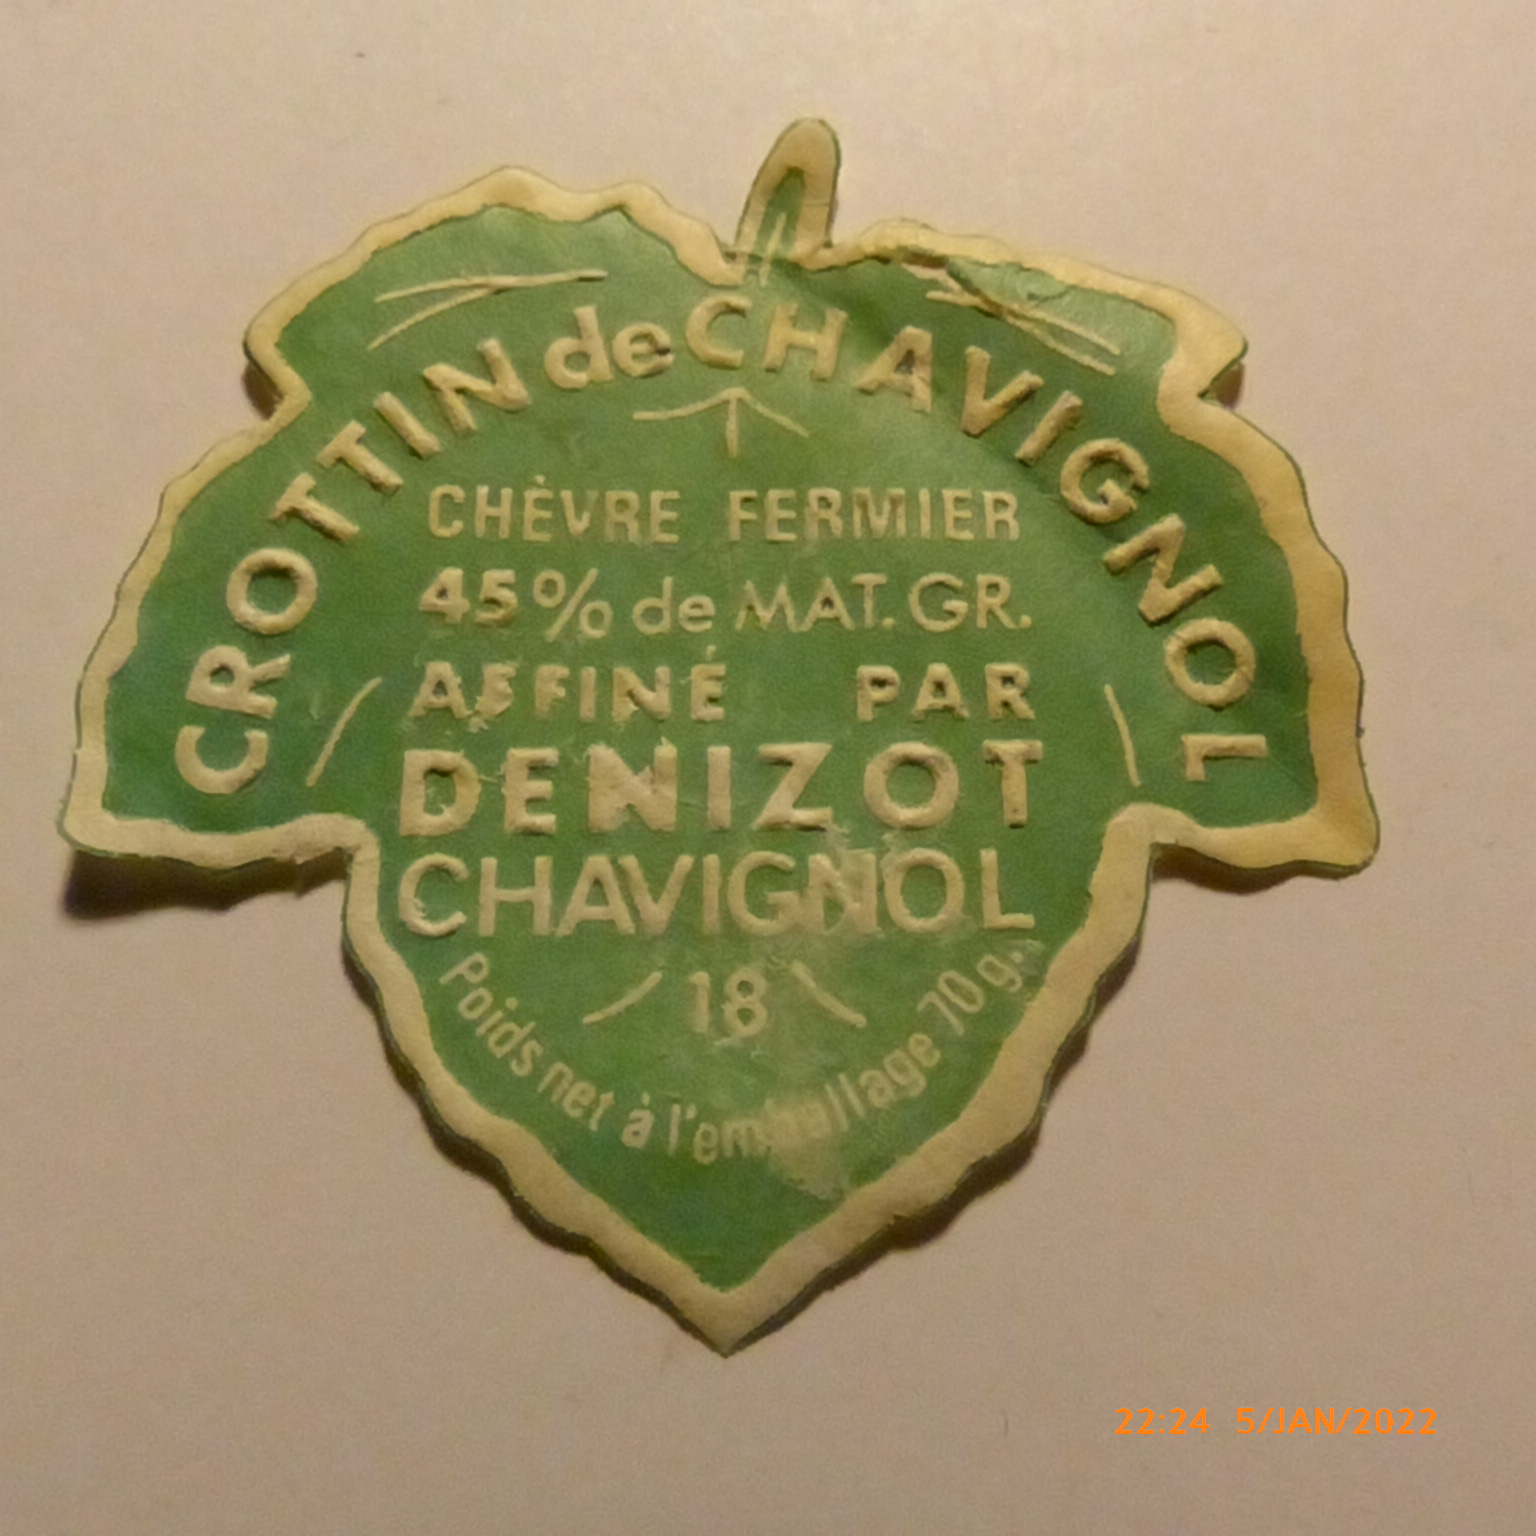 CROTTIN de CHAVIGNOL
CHÈVRE FERMIER
45% de MAT. GR.
AFFINÉ PAR
DENIZOT
CHAVIGNOL
18
Poids net à l'emballage 70 g.
22:24 5/JAN/2022